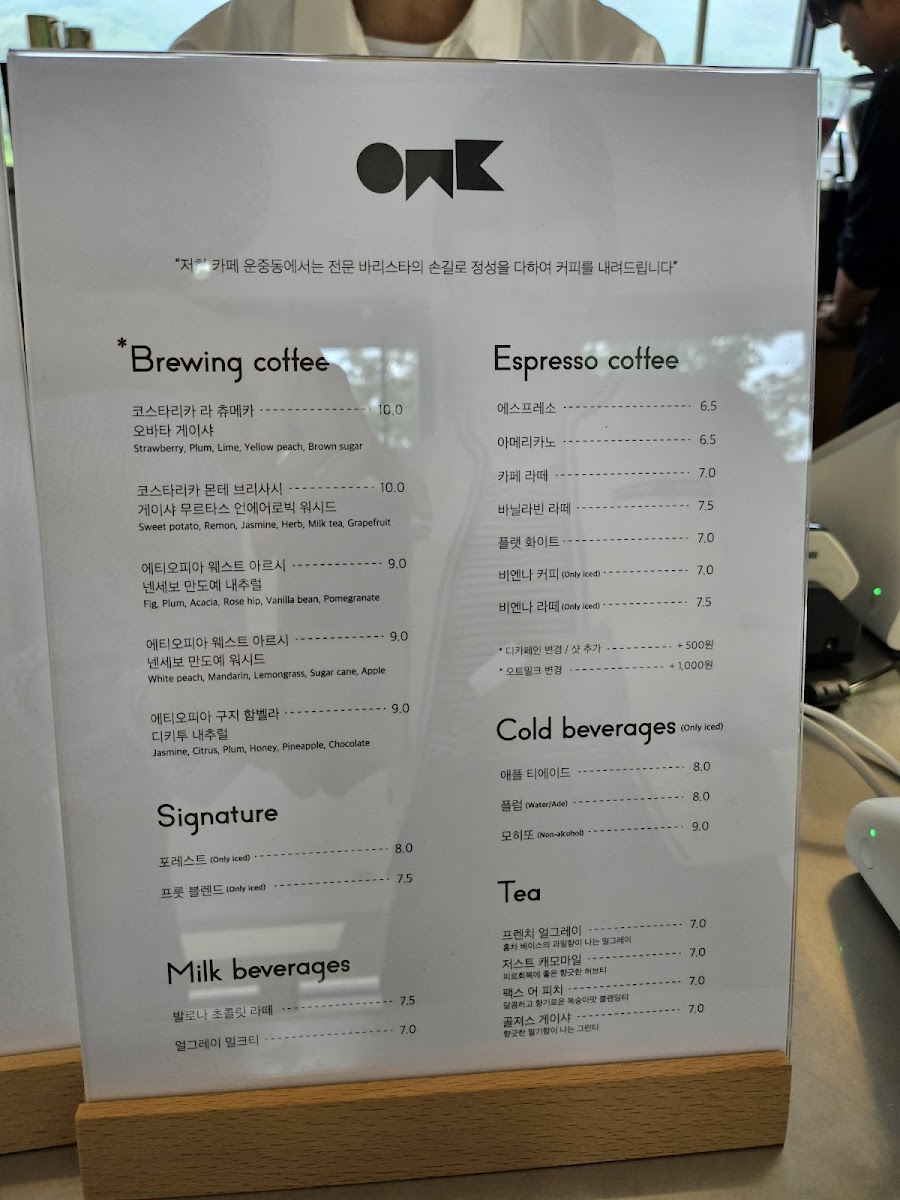 "저희 카페 운중동에서는 전문 바리스타의 손길로 정성을 다하여 커피를 내려드립니다"
*Brewing coffee
코스타리카 라 츄메카 10.0
오바타 게이샤
Strawberry, Plum, Lime, Yellow peach, Brown sugar
코스타리카 몬테 브리사시 10.0
게이샤 무르타스 언에어로빅 워시드
Sweet potato, Remon, Jasmine, Herb, Milk tea, Grapefruit
에티오피아 웨스트 아르시 9.0
넨세보 만도예 내추럴
Fig, Plum, Acacia, Rose hip, Vanilla bean, Pomegranate
에티오피아 웨스트 아르시 9.0
넨세보 만도예 워시드
White peach, Mandarin, Lemongrass, Sugar cane, Apple
에티오피아 구지 함벨라 9.0
디키투 내추럴
Jasmine, Citrus, Plum, Honey, Pineapple, Chocolate
Signature
포레스트 (Only iced) 8.0
프룻 블렌드 (Only iced) 7.5
Milk beverages
발로나 초콜릿 라떼 7.5
얼그레이 밀크티 7.0
Espresso coffee
에스프레소 6.5
아메리카노 6.5
카페 라떼 7.0
바닐라빈 라떼 7.5
플랫 화이트 7.0
비엔나 커피 (Only iced) 7.0
비엔나 라떼 (Only iced) 7.5
* 디카페인 변경 / 샷 추가 + 500원
* 오트밀크 변경 + 1,000원
Cold beverages (Only iced)
애플 티에이드 8.0
플럼 (Water/Ade) 8.0
모히또 (Non-alcohol) 9.0
Tea
프렌치 얼그레이 7.0
홍차 베이스의 과일향이 나는 얼그레이
저스트 캐모마일 7.0
피로회복에 좋은 향긋한 허브티
팩스 어 피치 7.0
달콤하고 향기로운 복숭아맛 블렌딩티
골져스 게이샤 7.0
향긋한 딸기향이 나는 그린티